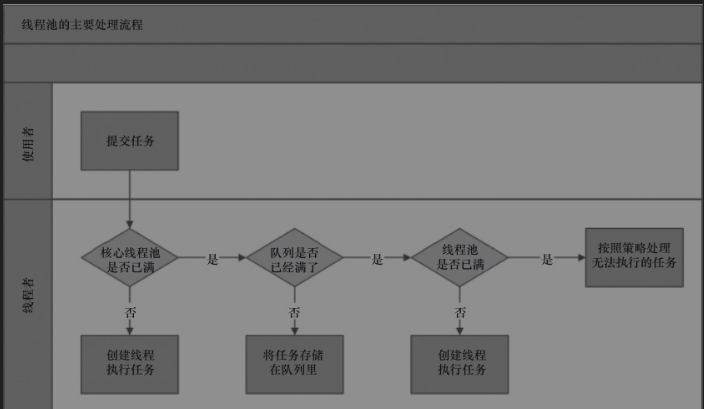 线程池的主要处理流程
使用者
提交任务
线程者
核心线程池
是否已满
是
队列是否
已经满了
是
线程池
是否已满
是
按照策略处理
无法执行的任务
否
否
否
创建线程
执行任务
将任务存储
在队列里
创建线程
执行任务